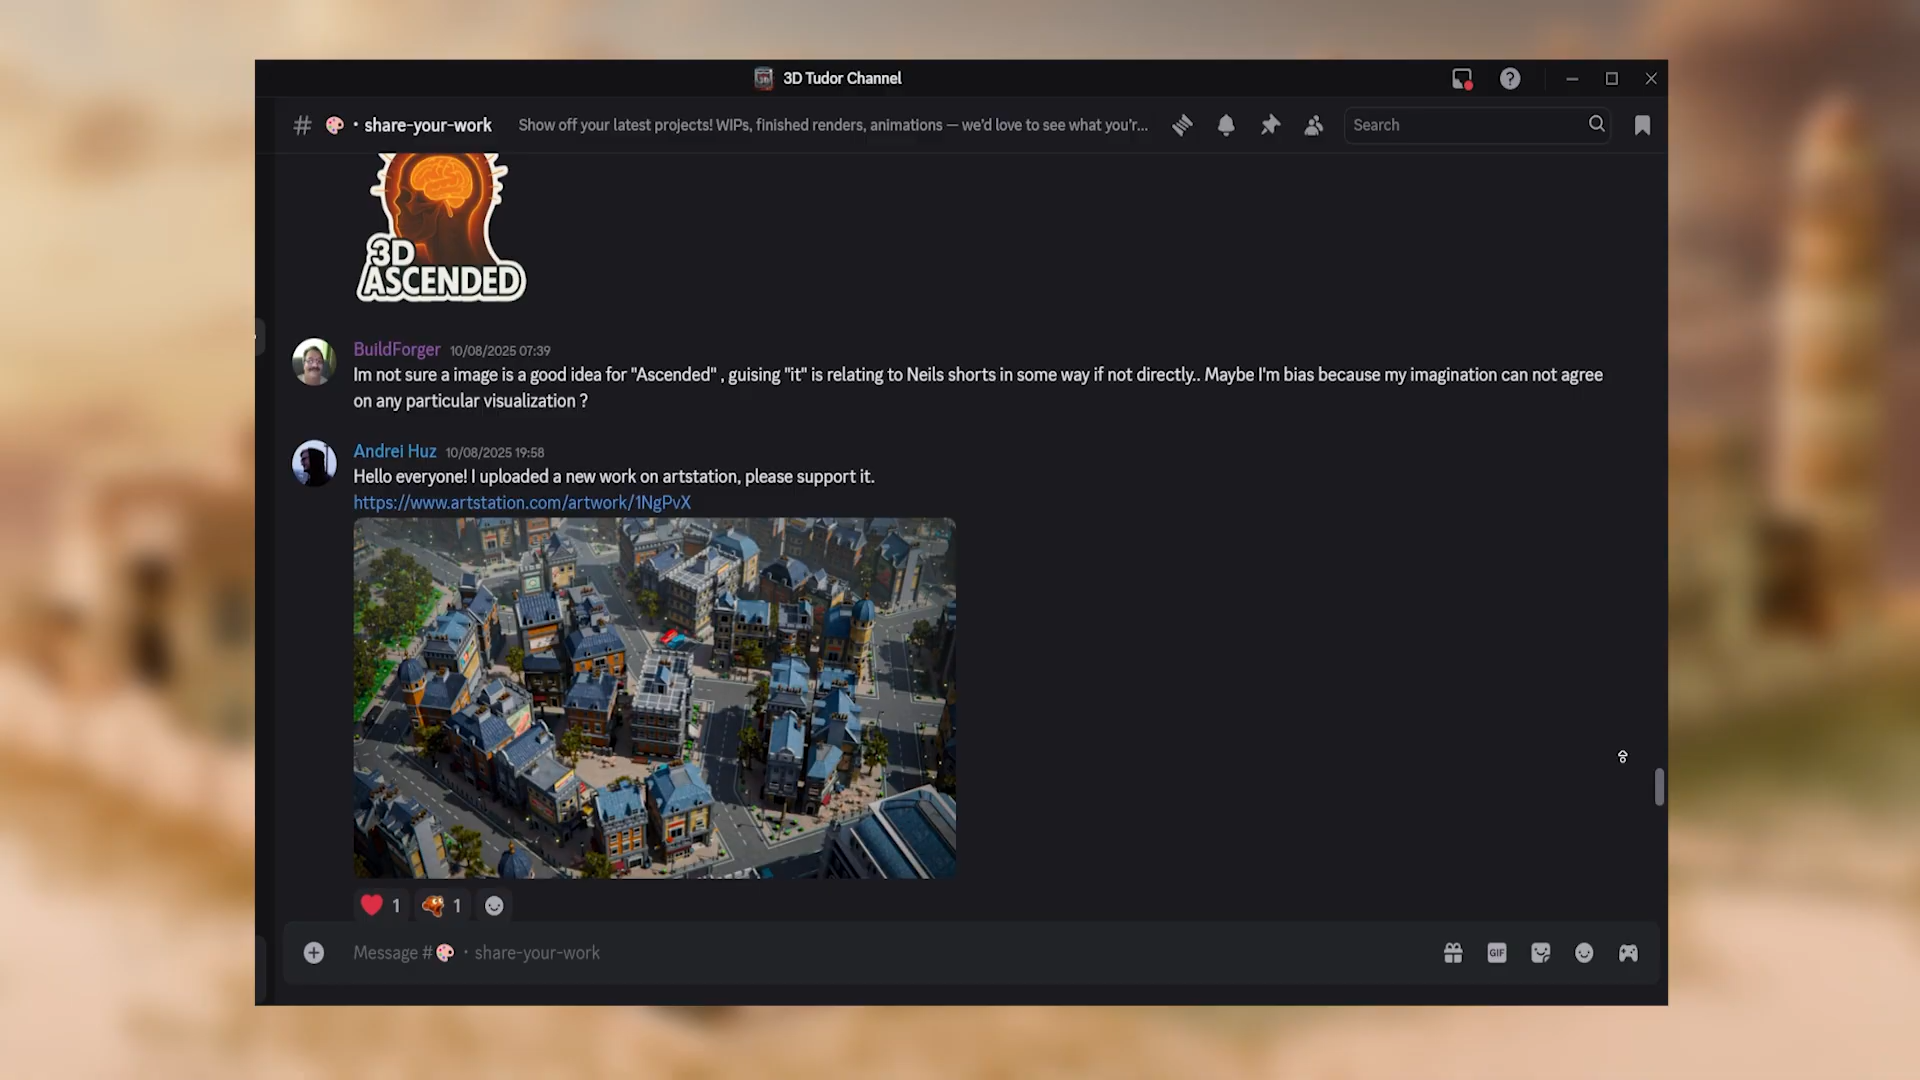 3D Tudor Channel
# • share-your-work
Show off your latest projects! WIPs, finished renders, animations — we'd love to see what you'r...
Search
3D
ASCENDED
BuildForger 10/08/2025 07:39
Im not sure a image is a good idea for "Ascended" , guising "it" is relating to Neils shorts in some way if not directly.. Maybe I'm bias because my imagination can not agree
on any particular visualization ?
Andrei Huz 10/08/2025 19:58
Hello everyone! I uploaded a new work on artstation, please support it.
https://www.artstation.com/artwork/1NgPvX
1
1
Message # • share-your-work
GIF